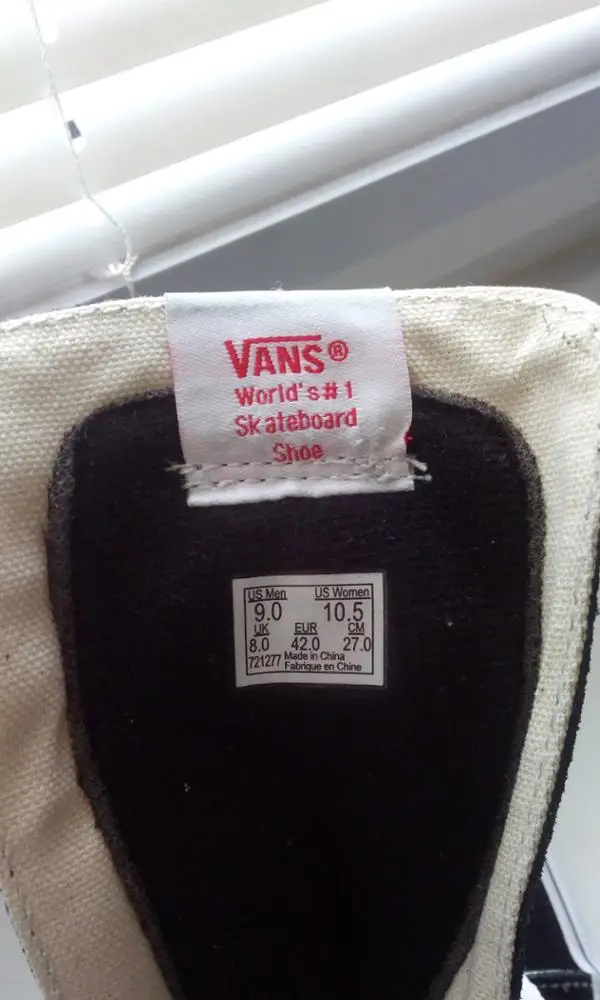 VANS®
World's#1
Skateboard
Shoe
US Men US Women
9.0 10.5
UK EUR CM
8.0 42.0 27.0
721277 Made in China
Fabrique en Chine